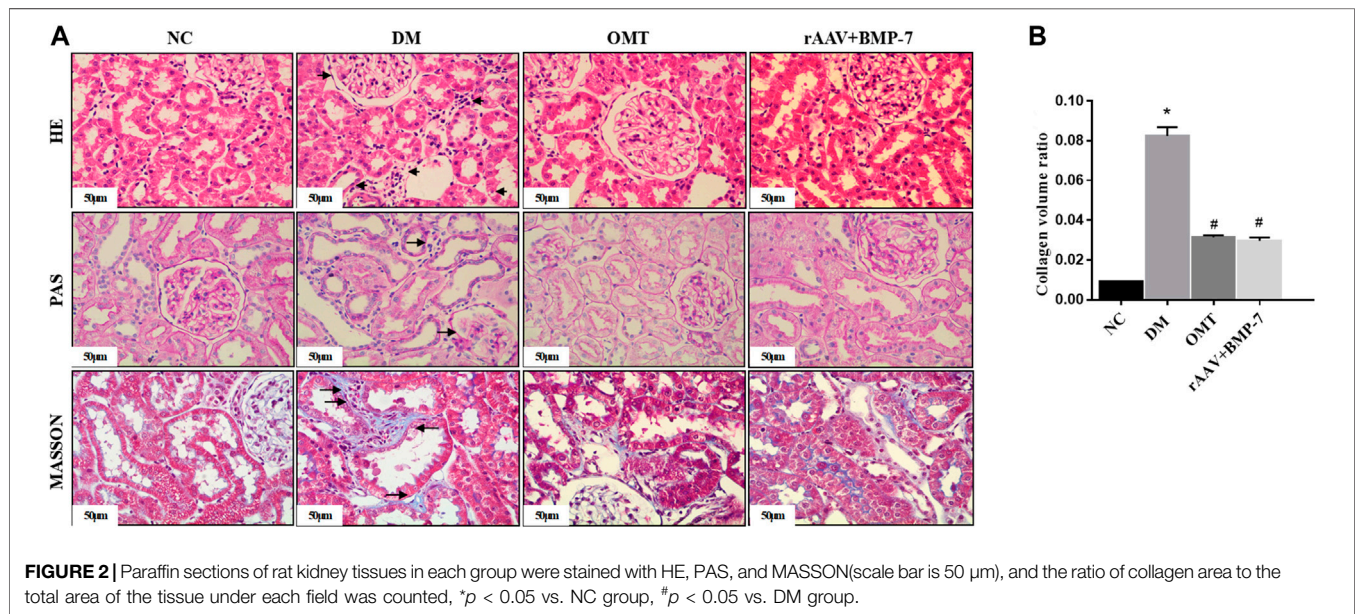 A
NC DM OMT rAAV+BMP-7
HE
50μm 50μm 50μm 50μm
PAS
50μm 50μm 50μm 50μm
MASSON
50μm 50μm 50μm 50μm
B
Collagen volume ratio
0.10
0.08
0.06
0.04
0.02
0.00
*
#
#
NC
DM
OMT
rAAV+BMP-7
FIGURE 2 | Paraffin sections of rat kidney tissues in each group were stained with HE, PAS, and MASSON(scale bar is 50 μm), and the ratio of collagen area to the
total area of the tissue under each field was counted, *p < 0.05 vs. NC group, #p < 0.05 vs. DM group.